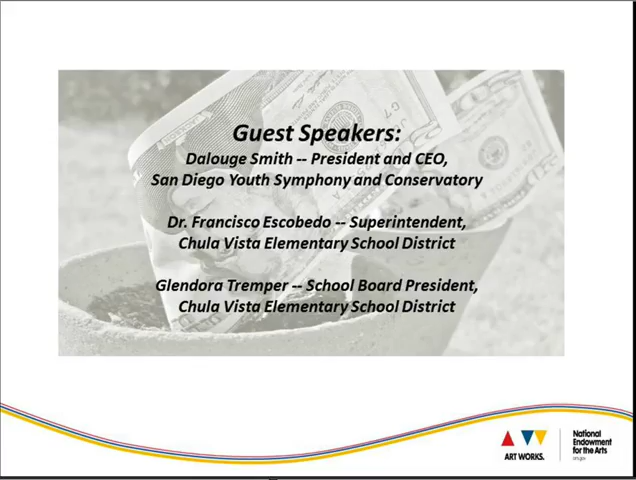 Guest Speakers:
Dalouge Smith -- President and CEO,
San Diego Youth Symphony and Conservatory
Dr. Francisco Escobedo -- Superintendent,
Chula Vista Elementary School District
Glendora Tremper -- School Board President,
Chula Vista Elementary School District
ART WORKS.
National
Endowment
for the Arts
arts.gov